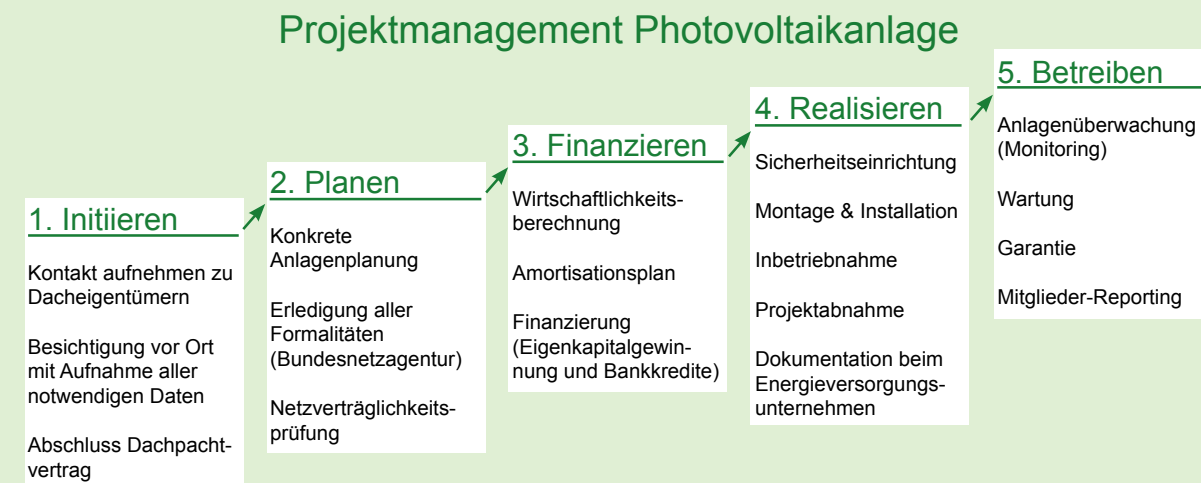 Projektmanagement Photovoltaikanlage
1. Initiieren
Kontakt aufnehmen zu
Dacheigentümern
Besichtigung vor Ort
mit Aufnahme aller
notwendigen Daten
Abschluss Dachpacht-
vertrag
2. Planen
Konkrete
Anlagenplanung
Erledigung aller
Formalitäten
(Bundesnetzagentur)
Netzverträglichkeits-
prüfung
3. Finanzieren
Wirtschaftlichkeits-
berechnung
Amortisationsplan
Finanzierung
(Eigenkapitalgewin-
nung und Bankkredite)
4. Realisieren
Sicherheitseinrichtung
Montage & Installation
Inbetriebnahme
Projektabnahme
Dokumentation beim
Energieversorgungs-
unternehmen
5. Betreiben
Anlagenüberwachung
(Monitoring)
Wartung
Garantie
Mitglieder-Reporting